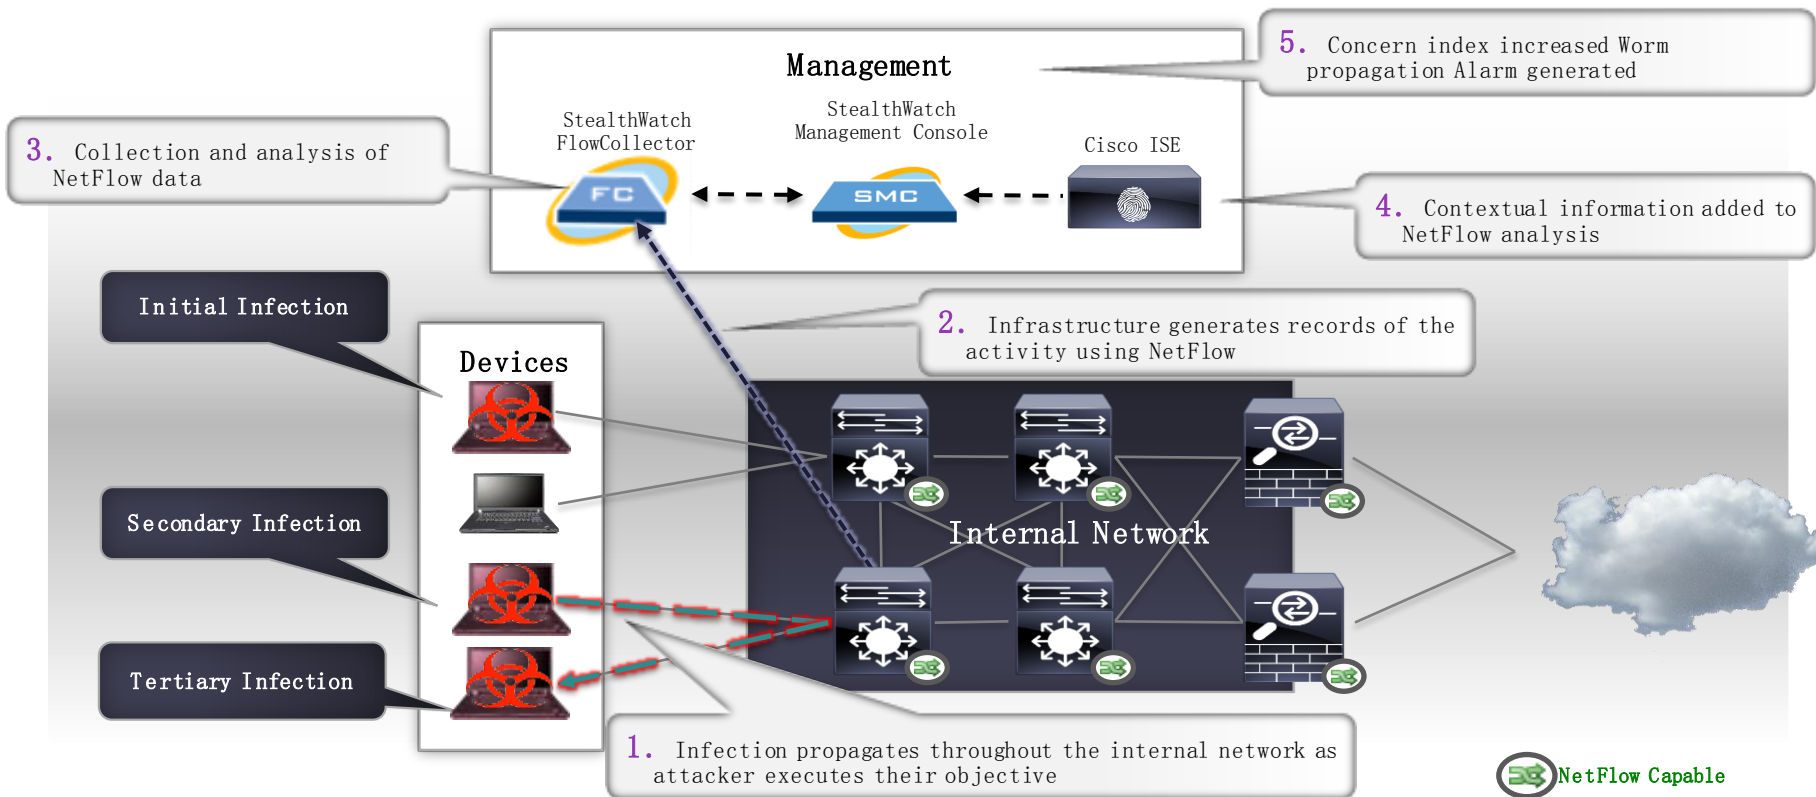 5. Concern index increased Worm
propagation Alarm generated
Management
StealthWatch
FlowCollector
StealthWatch
Management Console
Cisco ISE
3. Collection and analysis of
NetFlow data
FC
SMC
4. Contextual information added to
NetFlow analysis
Initial Infection
2. Infrastructure generates records of the
activity using NetFlow
Devices
Secondary Infection
Internal Network
Tertiary Infection
1. Infection propagates throughout the internal network as
attacker executes their objective
NetFlow Capable